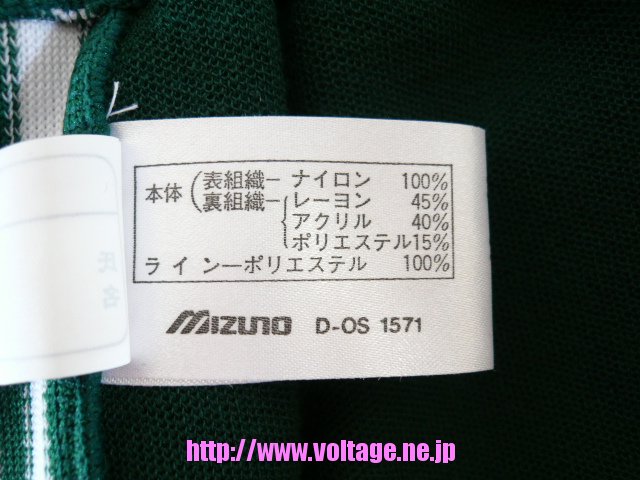 本体 表組織ーナイロン 100%
裏組織ーレーヨン 45%
アクリル 40%
ポリエステル15%
ラインーポリエステル 100%
MIZUNO D-OS 1571
氏名
http://www.voltage.ne.jp